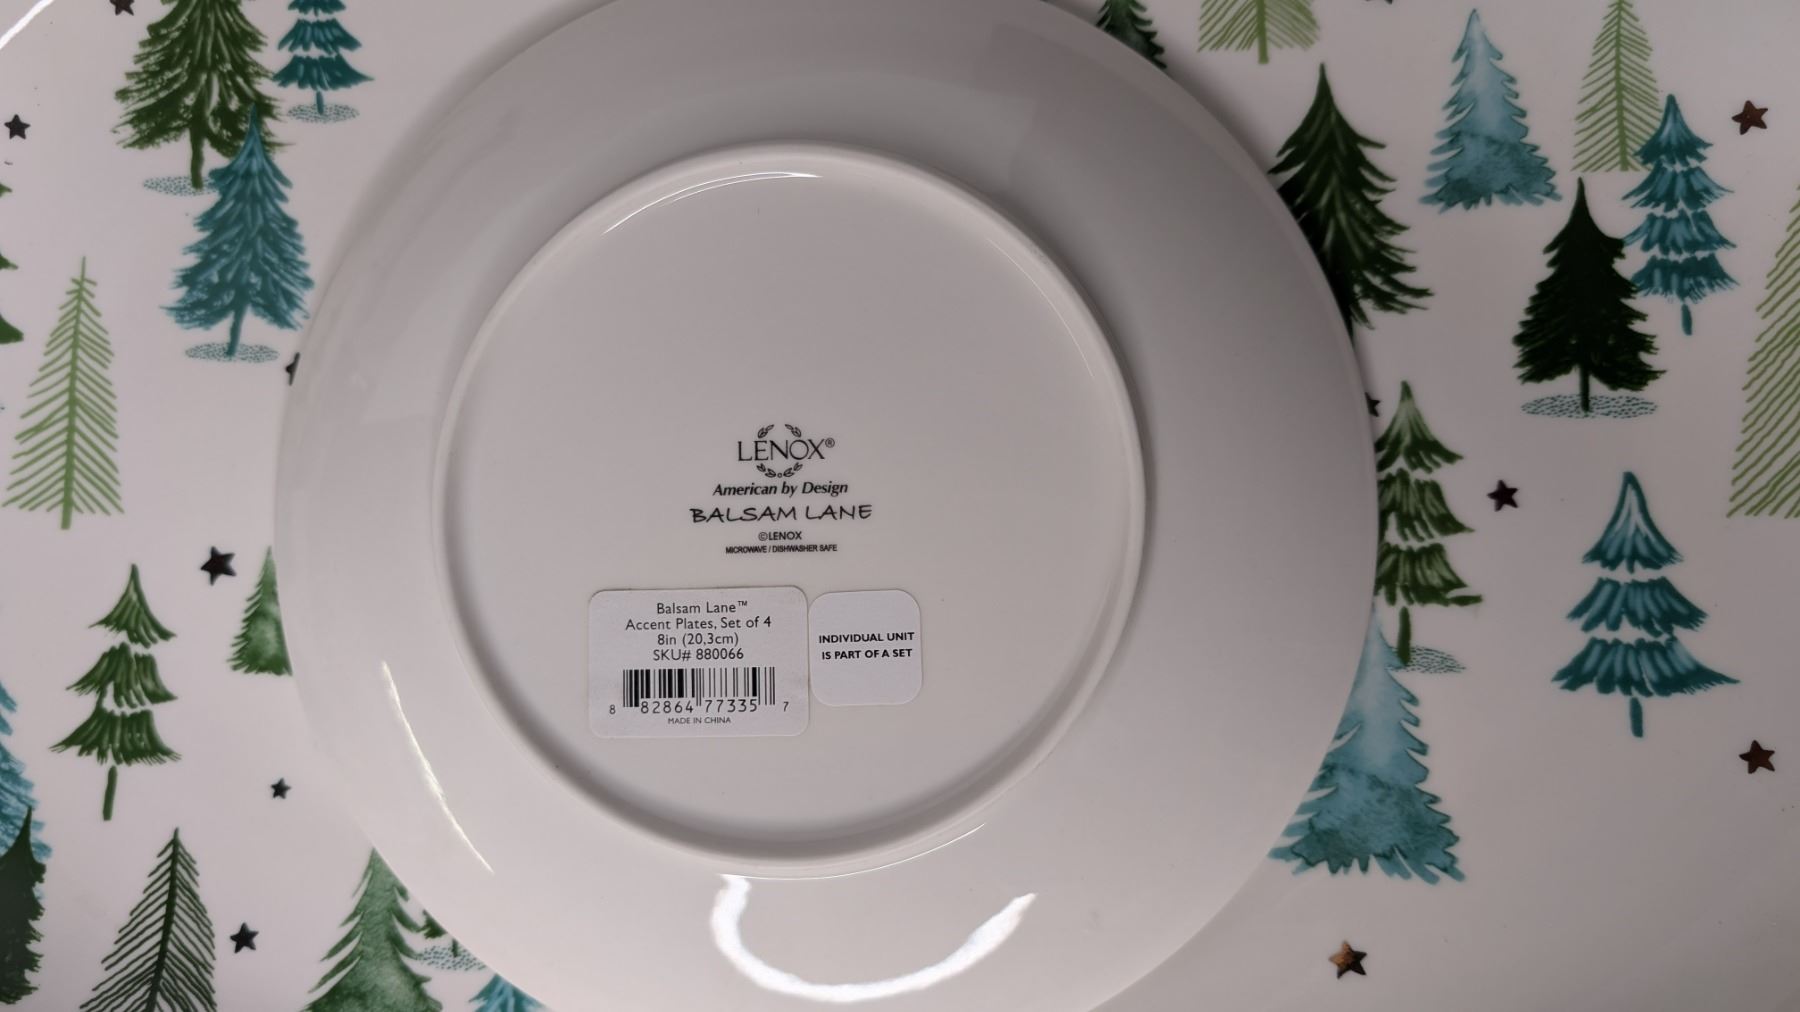 LENOX®
American by Design
BALSAM LANE
©LENOX
MICROWAVE / DISHWASHER SAFE
Balsam Lane™
Accent Plates, Set of 4
8in (20,3cm)
SKU# 880066
8 82864 77335 7
MADE IN CHINA
INDIVIDUAL UNIT
IS PART OF A SET